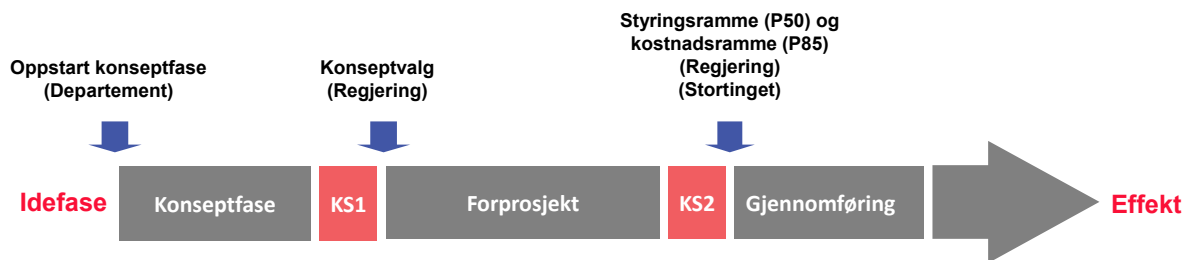 Styringsramme (P50) og
kostnadsramme (P85)
(Regjering)
(Stortinget)
Oppstart konseptfase
(Departement)
Konseptvalg
(Regjering)
Idefase
Konseptfase
KS1
Forprosjekt
KS2
Gjennomføring
Effekt